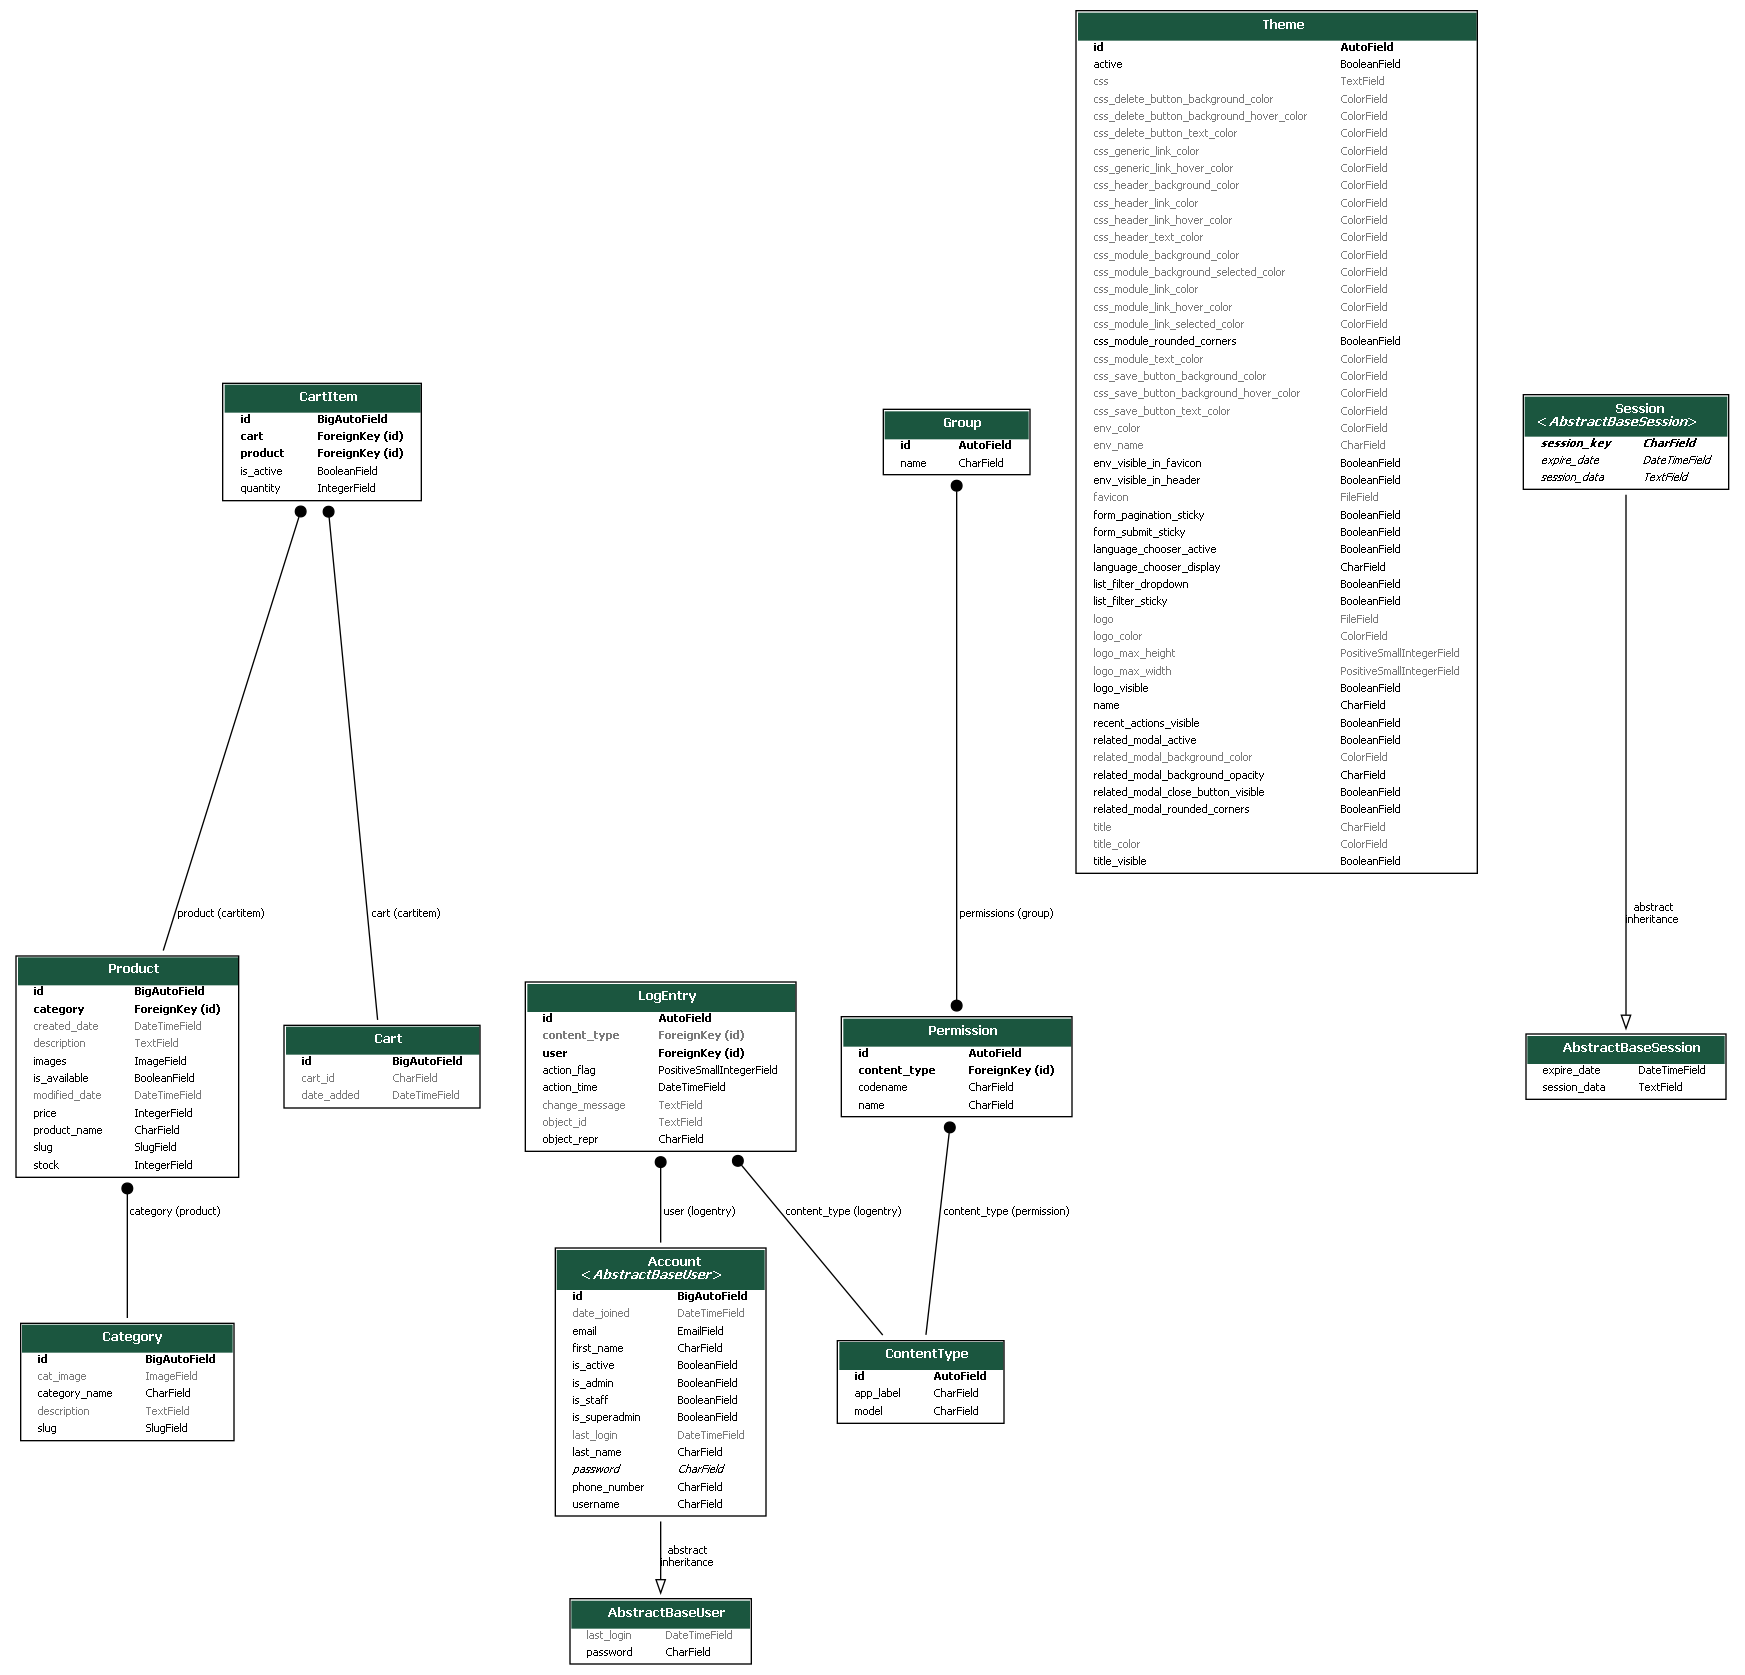 Theme
id AutoField
active BooleanField
css TextField
css_delete_button_background_color ColorField
css_delete_button_background_hover_color ColorField
css_delete_button_text_color ColorField
css_generic_link_color ColorField
css_generic_link_hover_color ColorField
css_header_background_color ColorField
css_header_link_color ColorField
css_header_link_hover_color ColorField
css_header_text_color ColorField
css_module_background_color ColorField
css_module_background_selected_color ColorField
css_module_link_color ColorField
css_module_link_hover_color ColorField
css_module_link_selected_color ColorField
css_module_rounded_corners BooleanField
css_module_text_color ColorField
css_save_button_background_color ColorField
css_save_button_background_hover_color ColorField
css_save_button_text_color ColorField
env_color ColorField
env_name CharField
env_visible_in_favicon BooleanField
env_visible_in_header BooleanField
favicon FileField
form_pagination_sticky BooleanField
form_submit_sticky BooleanField
language_chooser_active BooleanField
language_chooser_display CharField
list_filter_dropdown BooleanField
list_filter_sticky BooleanField
logo FileField
logo_color ColorField
logo_max_height PositiveSmallIntegerField
logo_max_width PositiveSmallIntegerField
logo_visible BooleanField
name CharField
recent_actions_visible BooleanField
related_modal_active BooleanField
related_modal_background_color ColorField
related_modal_background_opacity CharField
related_modal_close_button_visible BooleanField
related_modal_rounded_corners BooleanField
title CharField
title_color ColorField
title_visible BooleanField
CartItem
id BigAutoField
cart ForeignKey (id)
product ForeignKey (id)
is_active BooleanField
quantity IntegerField
Group
id AutoField
name CharField
Session
<AbstractBaseSession>
session_key CharField
expire_date DateTimeField
session_data TextField
product (cartitem)
cart (cartitem)
permissions (group)
abstract
inheritance
Product
id BigAutoField
category ForeignKey (id)
created_date DateTimeField
description TextField
images ImageField
is_available BooleanField
modified_date DateTimeField
price IntegerField
product_name CharField
slug SlugField
stock IntegerField
Cart
id BigAutoField
cart_id CharField
date_added DateTimeField
LogEntry
id AutoField
content_type ForeignKey (id)
user ForeignKey (id)
action_flag PositiveSmallIntegerField
action_time DateTimeField
change_message TextField
object_id TextField
object_repr CharField
Permission
id AutoField
content_type ForeignKey (id)
codename CharField
name CharField
AbstractBaseSession
expire_date DateTimeField
session_data TextField
category (product)
user (logentry)
content_type (logentry)
content_type (permission)
Category
id BigAutoField
cat_image ImageField
category_name CharField
description TextField
slug SlugField
Account
<AbstractBaseUser>
id BigAutoField
date_joined DateTimeField
email EmailField
first_name CharField
is_active BooleanField
is_admin BooleanField
is_staff BooleanField
is_superadmin BooleanField
last_login DateTimeField
last_name CharField
password CharField
phone_number CharField
username CharField
ContentType
id AutoField
app_label CharField
model CharField
abstract
inheritance
AbstractBaseUser
last_login DateTimeField
password CharField